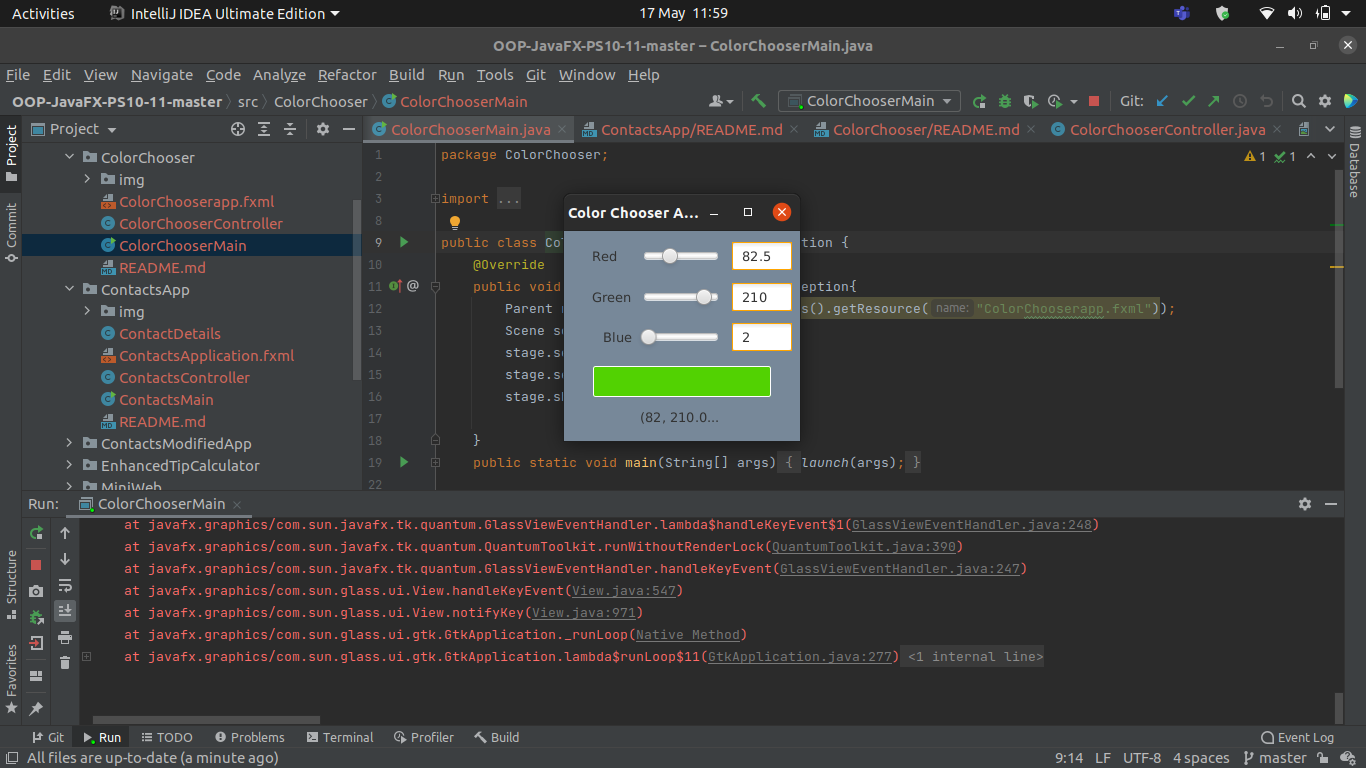 Activities IntelliJ IDEA Ultimate Edition 17 May 11:59
OOP-JavaFX-PS10-11-master – ColorChooserMain.java
File Edit View Navigate Code Analyze Refactor Build Run Tools Git Window Help
OOP-JavaFX-PS10-11-master src ColorChooser ColorChooserMain ColorChooserMain Git:
Project
Commit
Structure
Favorites
Database
Project
ColorChooser
img
ColorChooserapp.fxml
ColorChooserController
ColorChooserMain
README.md
ContactsApp
img
ContactDetails
ContactsApplication.fxml
ContactsController
ContactsMain
README.md
ContactsModifiedApp
EnhancedTipCalculator
MiniWeb
ColorChooserMain.java ContactsApp/README.md ColorChooser/README.md ColorChooserController.java
1 package ColorChooser;
1 1
2
3 import ...
8
9 public class Co tion {
10 @Override
11 @ public void ception{
12 Parent s().getResource( name: "ColorChooserapp.fxml"));
13 Scene sc
14 stage.se
15 stage.se
16 stage.sh
17
18 }
19 public static void main(String[] args) { launch(args); }
22
Color Chooser A...
Red 82.5
Green 210
Blue 2
(82, 210.0...
Run: ColorChooserMain
at javafx.graphics/com.sun.javafx.tk.quantum.GlassViewEventHandler.lambda$handleKeyEvent$1(GlassViewEventHandler.java:248)
at javafx.graphics/com.sun.javafx.tk.quantum.QuantumToolkit.runWithoutRenderLock(QuantumToolkit.java:390)
at javafx.graphics/com.sun.javafx.tk.quantum.GlassViewEventHandler.handleKeyEvent(GlassViewEventHandler.java:247)
at javafx.graphics/com.sun.glass.ui.View.handleKeyEvent(View.java:547)
at javafx.graphics/com.sun.glass.ui.View.notifyKey(View.java:971)
at javafx.graphics/com.sun.glass.ui.gtk.GtkApplication._runLoop(Native Method)
at javafx.graphics/com.sun.glass.ui.gtk.GtkApplication.lambda$runLoop$11(GtkApplication.java:277) <1 internal line>
Git Run TODO Problems Terminal Profiler Build Event Log
All files are up-to-date (a minute ago) 9:14 LF UTF-8 4 spaces master